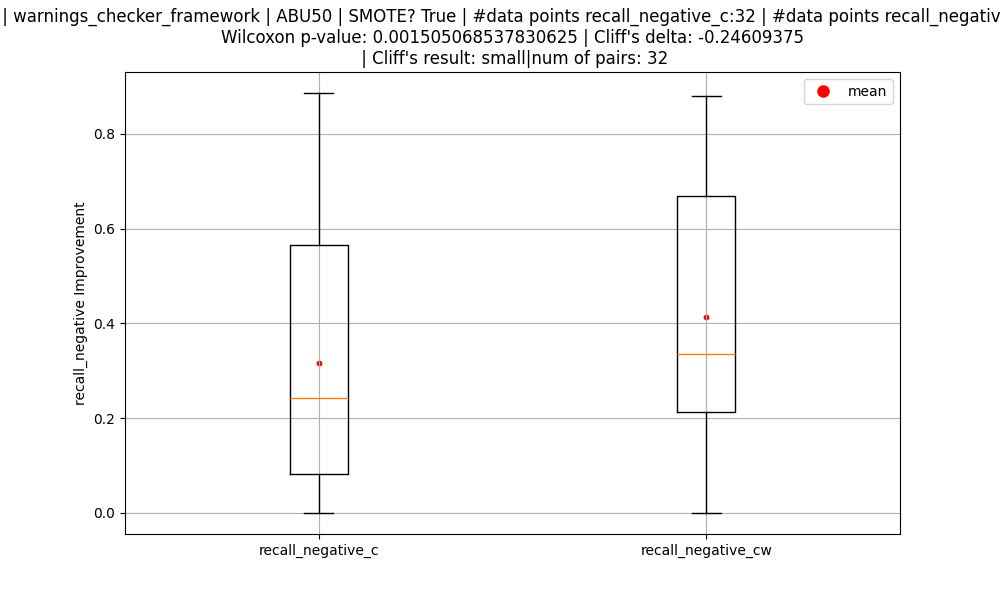 | warnings_checker_framework | ABU50 | SMOTE? True | #data points recall_negative_c:32 | #data points recall_negativ
Wilcoxon p-value: 0.001505068537830625 | Cliff's delta: -0.24609375
| Cliff's result: small|num of pairs: 32
mean
0.8
0.6
0.4
0.2
0.0
recall_negative Improvement
recall_negative_c recall_negative_cw